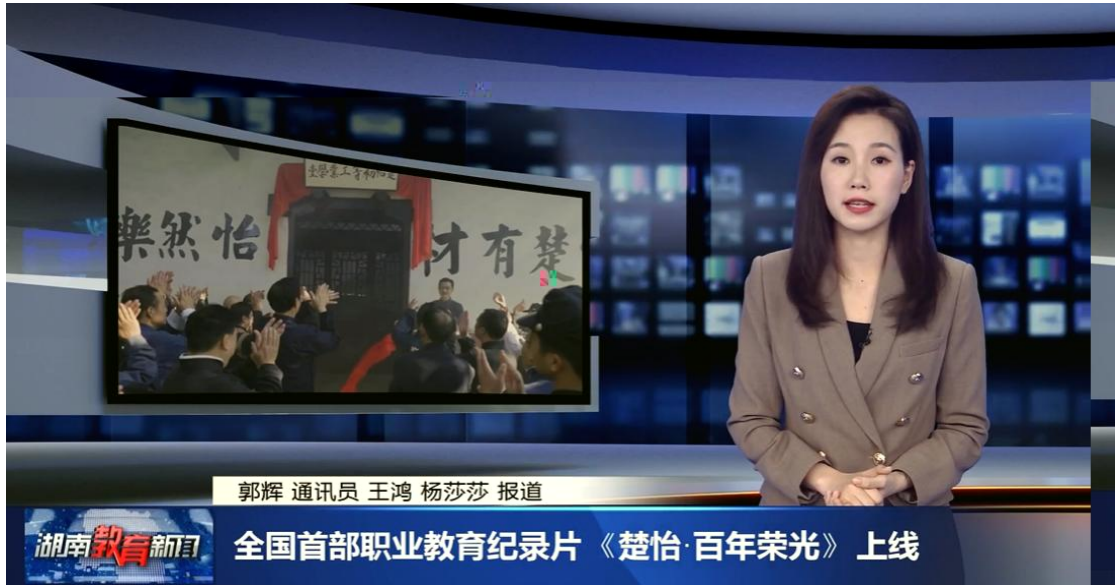 樂然怡
才有楚
郭辉 通讯员 王鸿 杨莎莎 报道
湖南教育新闻
全国首部职业教育纪录片《楚怡·百年荣光》上线